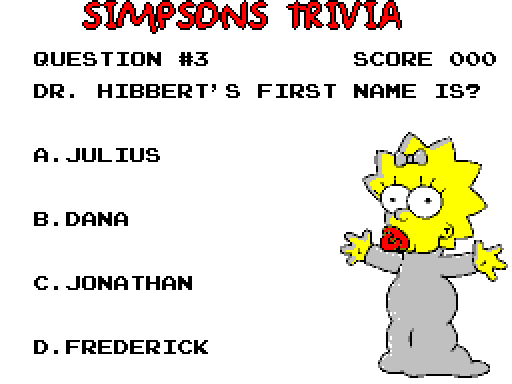 SIMPSONS TRIVIA
QUESTION #3 SCORE 000
DR. HIBBERT'S FIRST NAME IS?
A.JULIUS
B.DANA
C.JONATHAN
D.FREDERICK